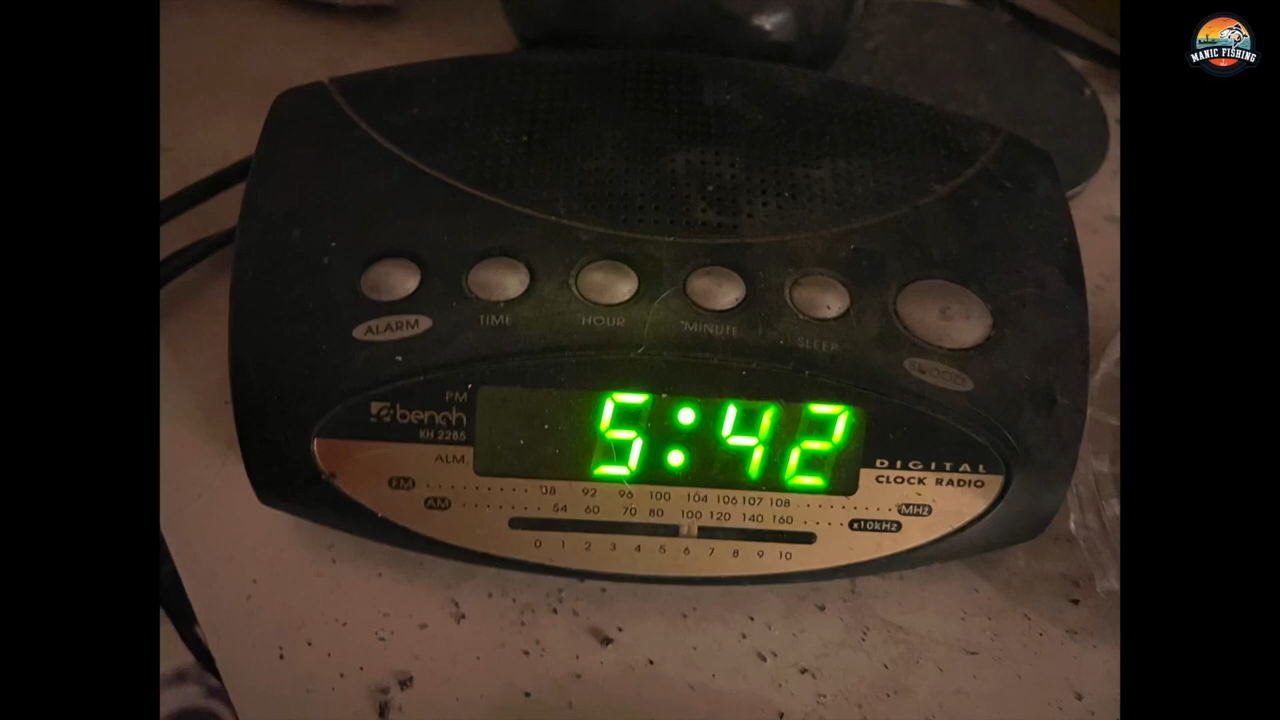 MANIC FISHING
ALARM
TIME
HOUR
MINUTE
SLEEP
SNOOZE
PM
bench
KH 2285
ALM.
5:42
DIGITAL
CLOCK RADIO
FM 88 92 96 100 104 106 107 108 MHz
AM 54 60 70 80 100 120 140 160 x10kHz
0 1 2 3 4 5 6 7 8 9 10